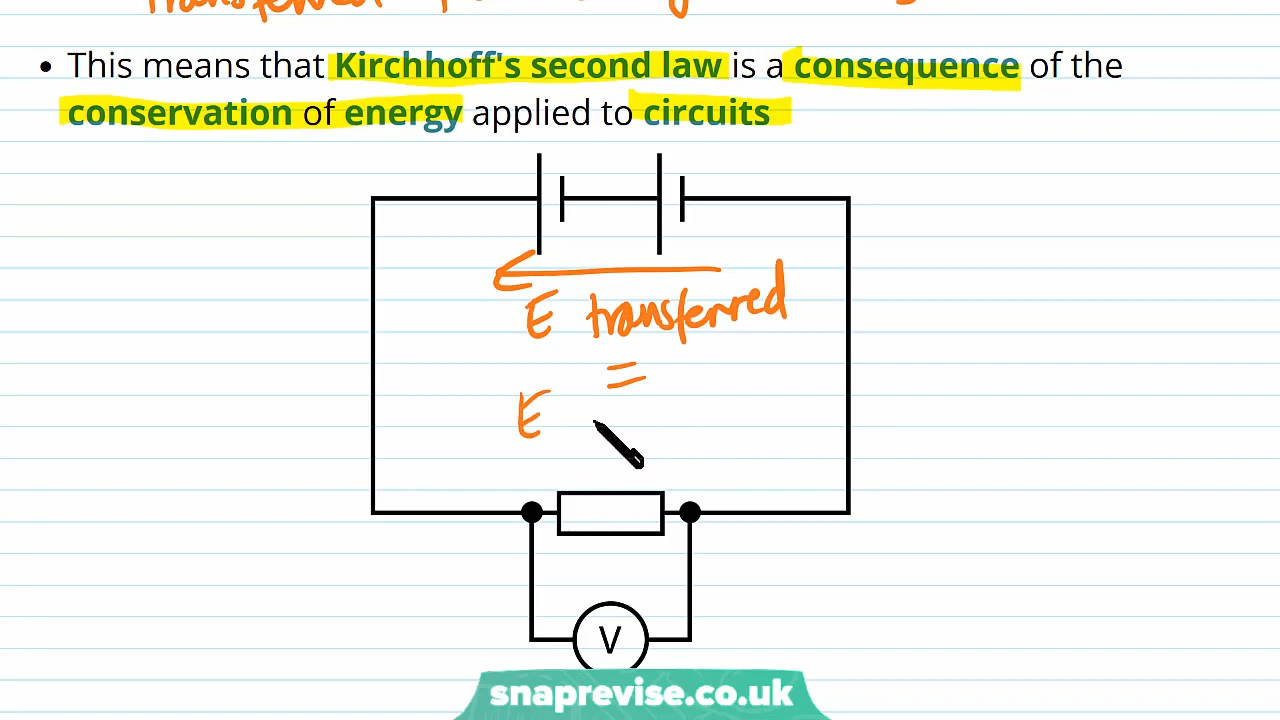 transferred
• This means that Kirchhoff's second law is a consequence of the
conservation of energy applied to circuits
E transferred
=
E
V
snaprevise.co.uk